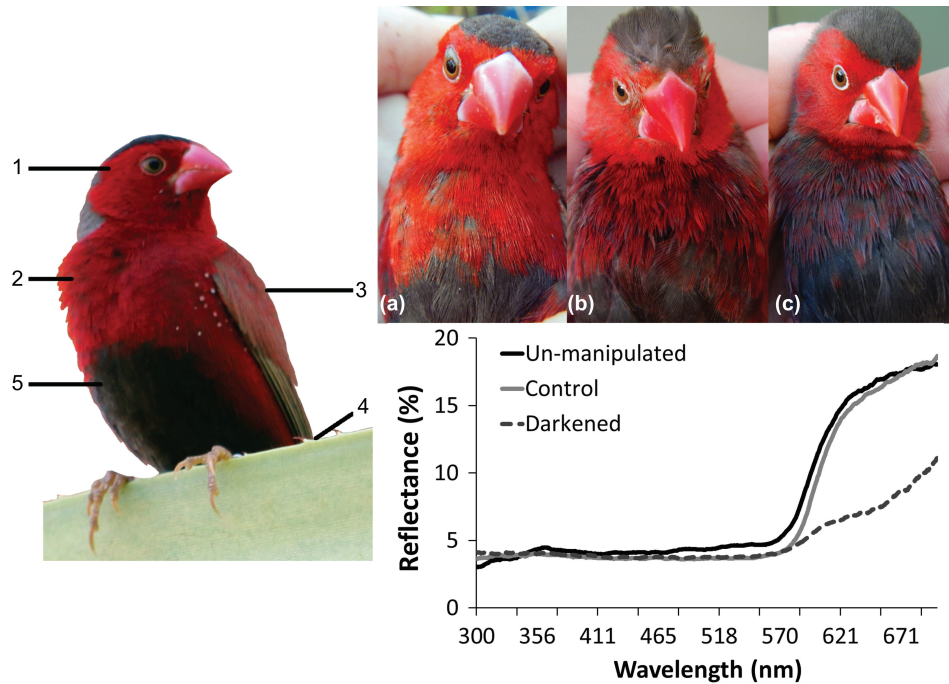 1
2
3
4
5
(a)
(b)
(c)
Un-manipulated
Control
Darkened
Reflectance (%)
20
15
10
5
0
300 356 411 465 518 570 621 671
Wavelength (nm)